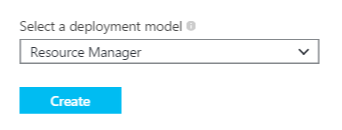 Select a deployment model
Resource Manager
Create